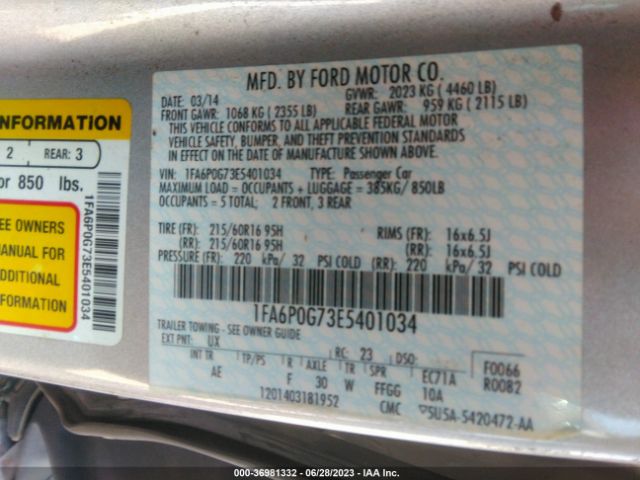 INFORMATION
2 REAR: 3
or 850 lbs.
EE OWNERS
MANUAL FOR
ADDITIONAL
INFORMATION
1FA6P0G73E5401034
MFD. BY FORD MOTOR CO.
03/14 GVWR: 2023 KG ( 4460 LB)
FRONT GAWR: 1068 KG ( 2355 LB) REAR GAWR: 959 KG ( 2115 LB)
THIS VEHICLE CONFORMS TO ALL APPLICABLE FEDERAL MOTOR
VEHICLE SAFETY, BUMPER, AND THEFT PREVENTION STANDARDS
IN EFFECT ON THE DATE OF MANUFACTURE SHOWN ABOVE.
VIN: 1FA6P0G73E5401034 TYPE: Passenger Car
MAXIMUM LOAD = OCCUPANTS + LUGGAGE = 385KG/ 850LB
OCCUPANTS = 5 TOTAL; 2 FRONT, 3 REAR
TIRE (FR): 215/60R16 95H RIMS (FR): 16x6.5J
(RR): 215/60R16 95H (RR): 16x6.5J
PRESSURE (FR): 220 kPa/ 32 PSI COLD (RR): 220 kPa/ 32 PSI COLD
1FA6P0G73E5401034
TRAILER TOWING - SEE OWNER GUIDE
EXT PNT: UX RC: 23 DSO: F0066
INT TR TP/PS R AXLE TR SPR EC71A R0082
AE F 30 W FFGG 10A
1201403181952 CMC ▽5U5A-5420472-AA
000-36981332 / 06/28/2023 - IAA Inc.